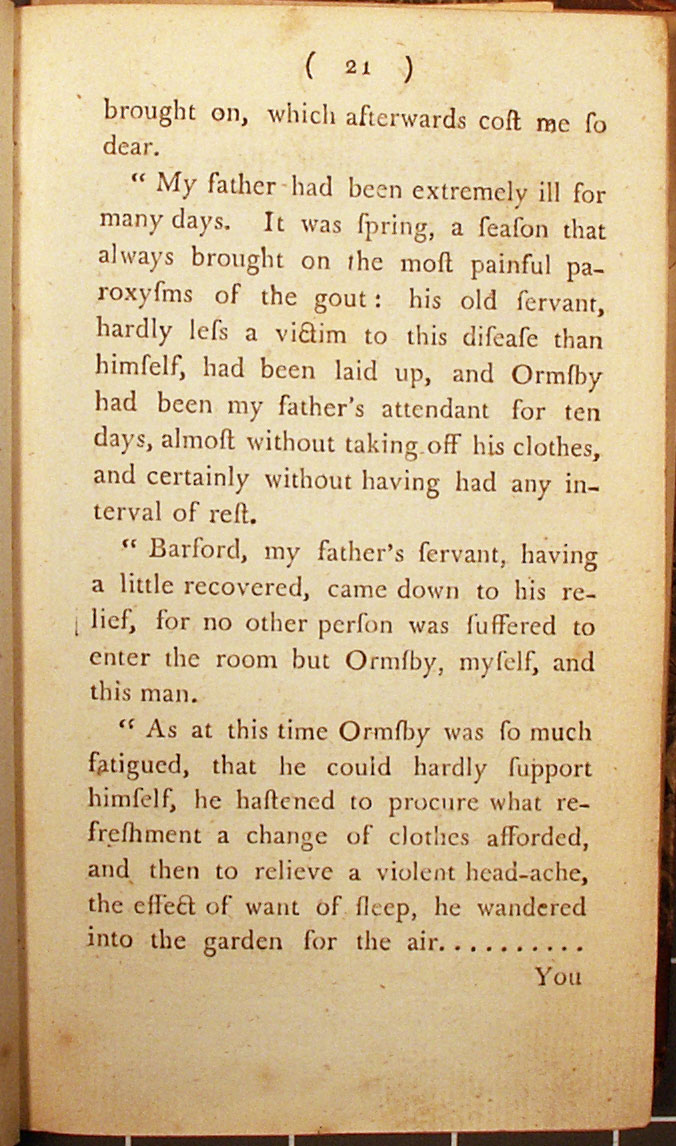 ( 21 )
brought on, which afterwards coſt me ſo
dear.
“ My father had been extremely ill for
many days. It was ſpring, a ſeaſon that
always brought on the moſt painful pa-
roxyſms of the gout : his old ſervant,
hardly leſs a victim to this diſeaſe than
himſelf, had been laid up, and Ormſby
had been my father's attendant for ten
days, almoſt without taking off his clothes,
and certainly without having had any in-
terval of reſt.
“ Barford, my father's ſervant, having
a little recovered, came down to his re-
lief, for no other perſon was ſuffered to
enter the room but Ormſby, myſelf, and
this man.
“ As at this time Ormſby was ſo much
fatigued, that he could hardly ſupport
himſelf, he haſtened to procure what re-
freſhment a change of clothes afforded,
and then to relieve a violent head-ache,
the effect of want of ſleep, he wandered
into the garden for the air...........
You